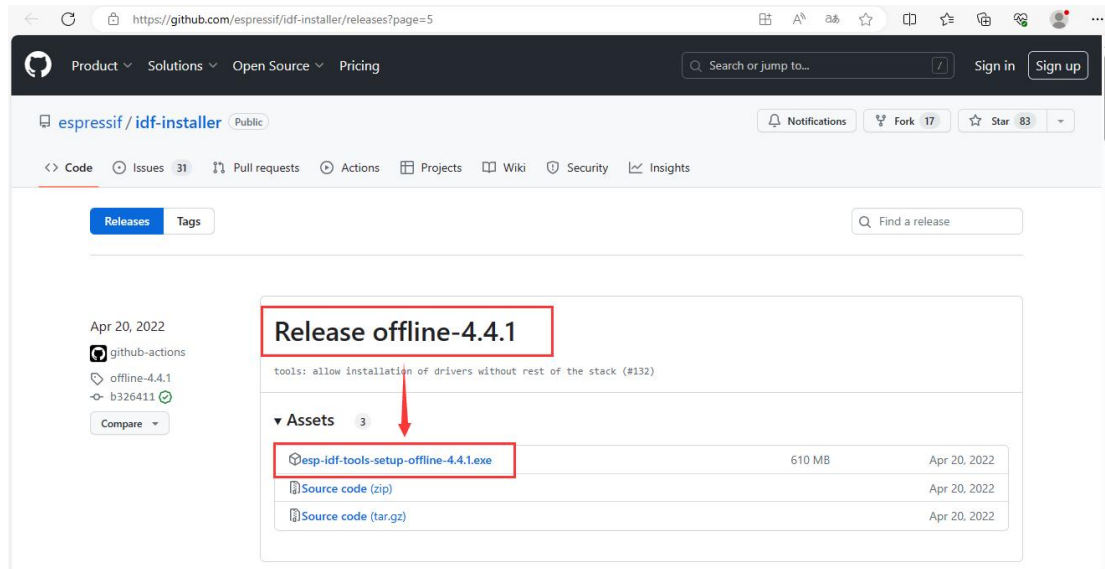 https://github.com/espressif/idf-installer/releases?page=5
Product Solutions Open Source Pricing Search or jump to... / Sign in Sign up
espressif / idf-installer Public Notifications Fork 17 Star 83
<> Code Issues 31 Pull requests Actions Projects Wiki Security Insights
Releases Tags Find a release
Apr 20, 2022
github-actions
offline-4.4.1
b326411
Compare
Release offline-4.4.1
tools: allow installation of drivers without rest of the stack (#132)
Assets 3
esp-idf-tools-setup-offline-4.4.1.exe 610 MB Apr 20, 2022
Source code (zip) Apr 20, 2022
Source code (tar.gz) Apr 20, 2022